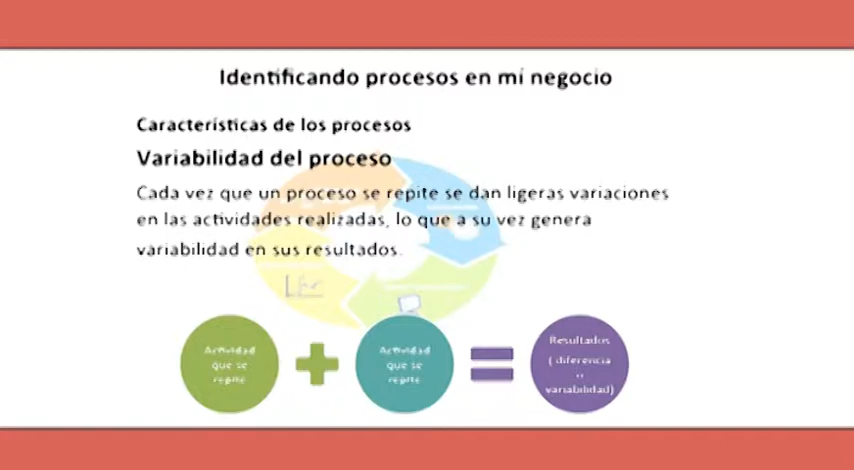 Identificando procesos en mí negocio
Características de los procesos
Variabilidad del proceso
Cada vez que un proceso se repite se dan ligeras variaciones
en las actividades realizadas, lo que a su vez genera
variabilidad en sus resultados.
Actividad
que se
repite
Actividad
que se
repite
Resultados
( diferencia
variabilidad)